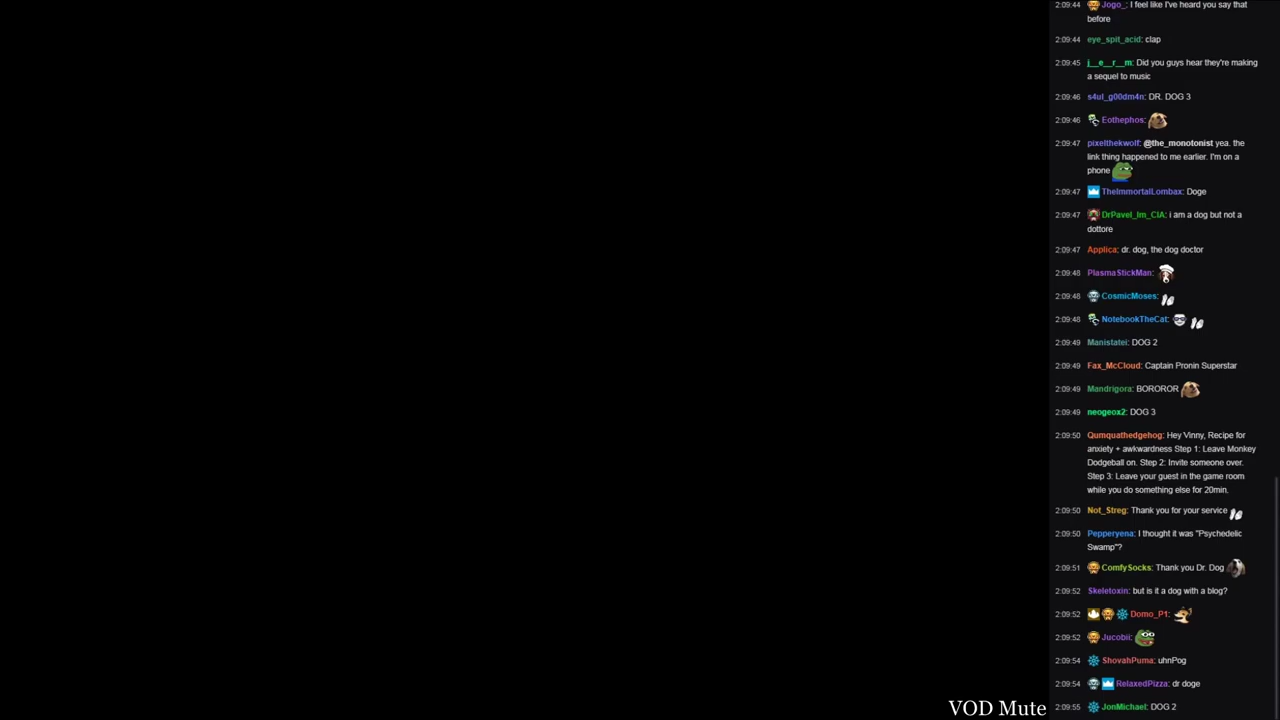 2:09:44 Jogo_: I feel like I've heard you say that
before
2:09:44 eye_spit_acid: clap
2:09:45 j__e__r__m: Did you guys hear they're making
a sequel to music
2:09:46 s4ul_g00dm4n: DR. DOG 3
2:09:46 Eothephos:
2:09:47 pixelthekwolf: @the_monotonist yea. the
link thing happened to me earlier. I'm on a
phone
2:09:47 TheImmortalLombax: Doge
2:09:47 DrPavel_Im_CIA: i am a dog but not a
dottore
2:09:47 Applica: dr. dog, the dog doctor
2:09:48 PlasmaStickMan:
2:09:48 CosmicMoses:
2:09:48 NotebookTheCat:
2:09:49 Manistatei: DOG 2
2:09:49 Fax_McCloud: Captain Pronin Superstar
2:09:49 Mandrigora: BOROROR
2:09:49 neogeox2: DOG 3
2:09:50 Qumquathedgehog: Hey Vinny, Recipe for
anxiety + awkwardness Step 1: Leave Monkey
Dodgeball on. Step 2: Invite someone over.
Step 3: Leave your guest in the game room
while you do something else for 20min.
2:09:50 Not_Streg: Thank you for your service
2:09:50 Pepperyena: I thought it was "Psychedelic
Swamp"?
2:09:51 ComfySocks: Thank you Dr. Dog
2:09:52 Skeletoxin: but is it a dog with a blog?
2:09:52 Domo_P1:
2:09:52 Jucobii:
2:09:54 ShovahPuma: uhnPog
2:09:54 RelaxedPizza: dr doge
2:09:55 JonMichael: DOG 2
VOD Mute